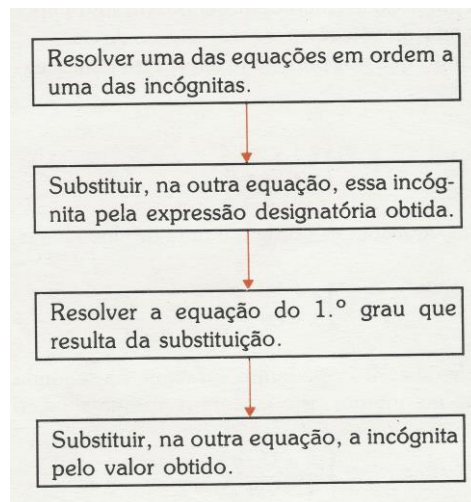 Resolver uma das equações em ordem a
uma das incógnitas.
Substituir, na outra equação, essa incóg-
nita pela expressão designatória obtida.
Resolver a equação do 1.º grau que
resulta da substituição.
Substituir, na outra equação, a incógnita
pelo valor obtido.